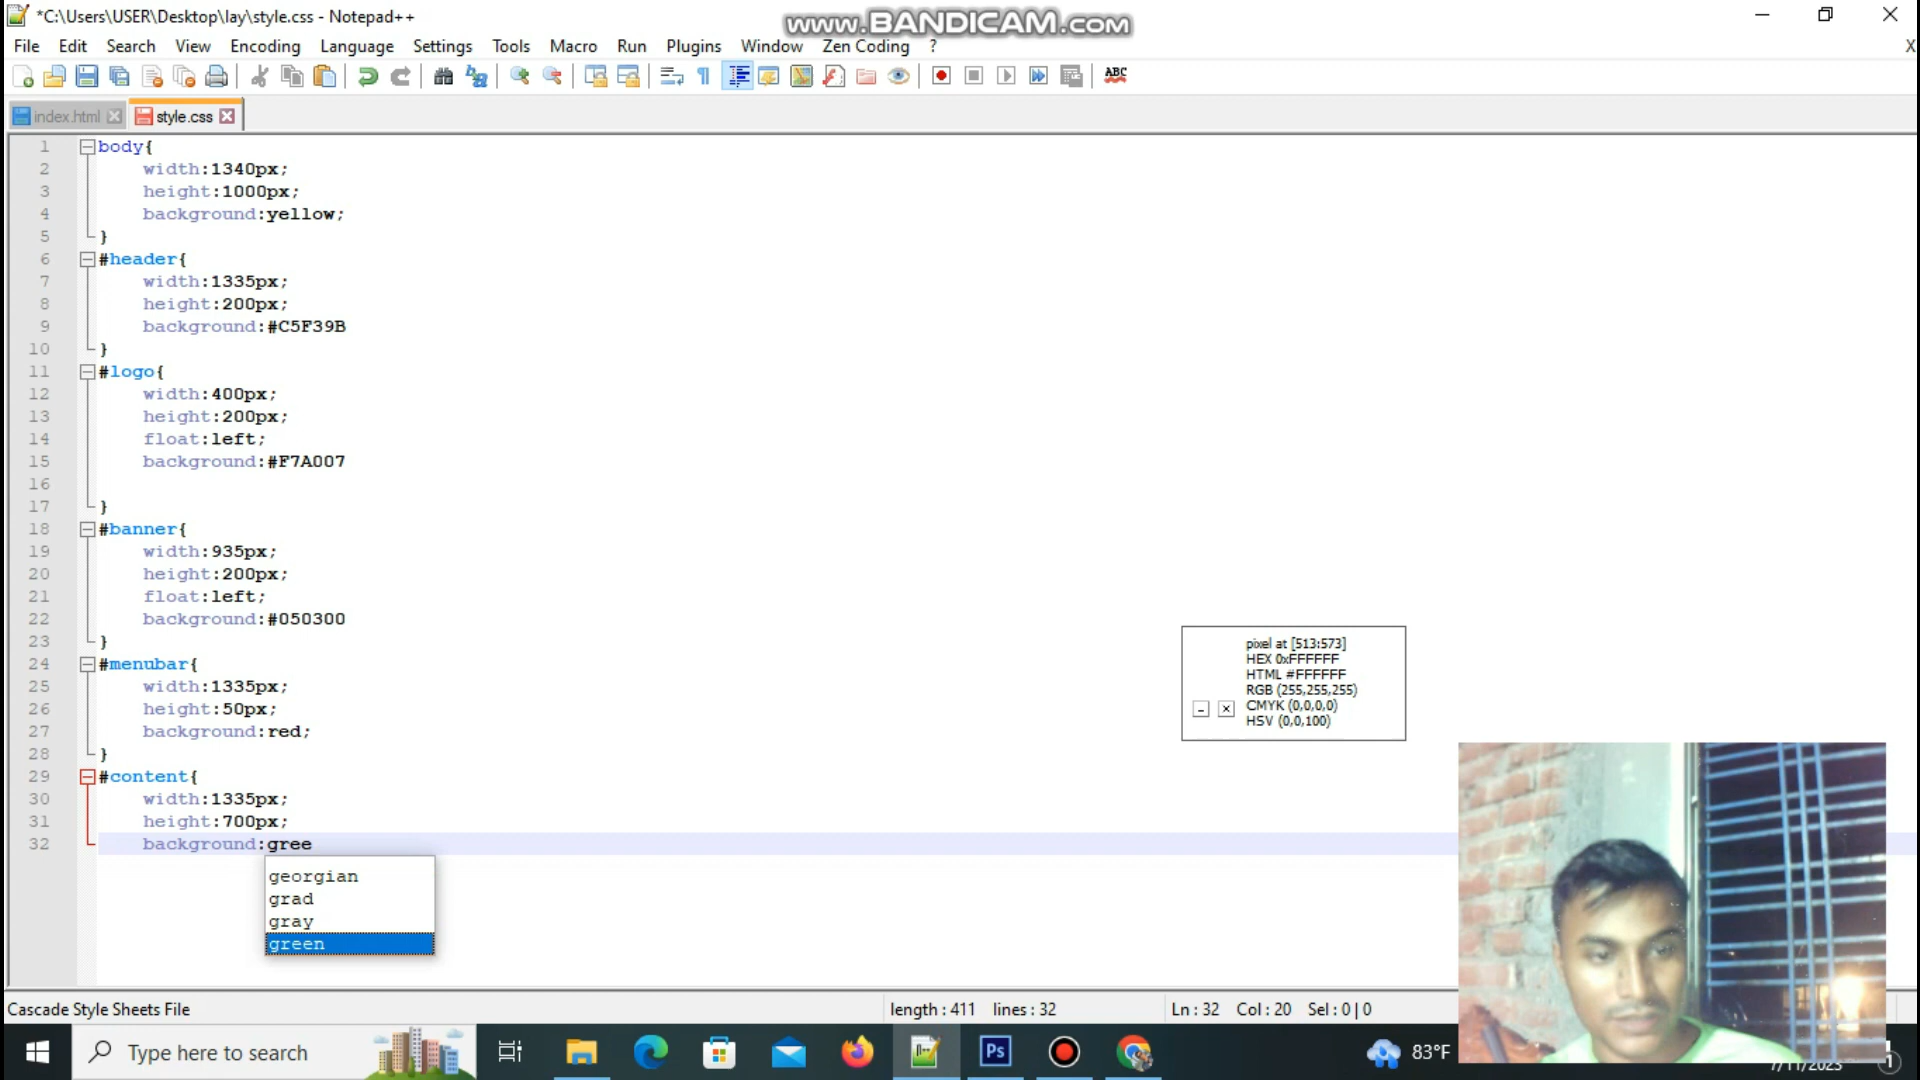 *C:\Users\USER\Desktop\lay\style.css - Notepad++
www.BANDICAM.com
File Edit Search View Encoding Language Settings Tools Macro Run Plugins Window Zen Coding ? X
ABC
index.html style.css
1 body{
2 width:1340px;
3 height:1000px;
4 background:yellow;
5 }
6 #header{
7 width:1335px;
8 height:200px;
9 background:#C5F39B
10 }
11 #logo{
12 width:400px;
13 height:200px;
14 float:left;
15 background:#F7A007
16
17 }
18 #banner{
19 width:935px;
20 height:200px;
21 float:left;
22 background:#050300
23 }
24 #menubar{
25 width:1335px;
26 height:50px;
27 background:red;
28 }
29 #content{
30 width:1335px;
31 height:700px;
32 background:gree
georgian
grad
gray
green
pixel at [513:573]
HEX 0xFFFFFF
HTML #FFFFFF
RGB (255,255,255)
CMYK (0,0,0,0)
HSV (0,0,100)
Cascade Style Sheets File length : 411 lines : 32 Ln : 32 Col : 20 Sel : 0 | 0
Type here to search
Ps
83°F
7/11/2023
1